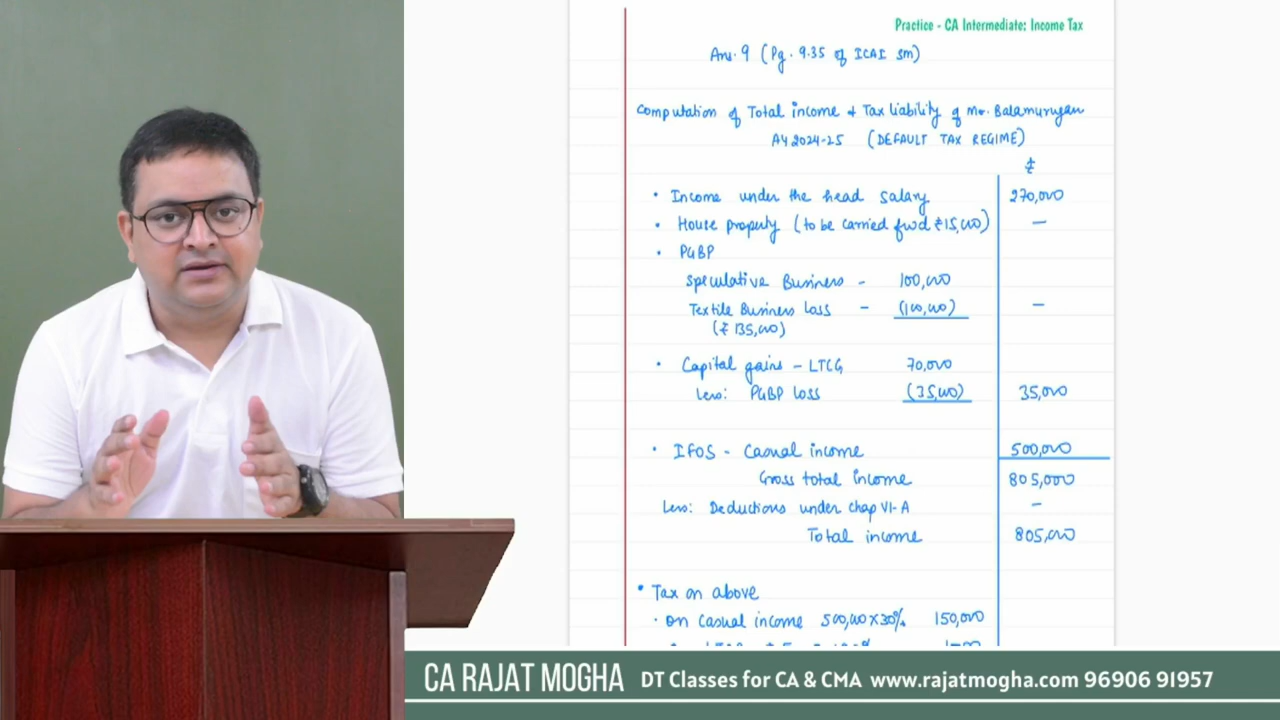 Practice - CA Intermediate: Income Tax
Ans. 9 (Pg. 9.35 of ICAI SM)
Computation of Total income & Tax liability of Mr. Balamurugan
AY 2024-25 (DEFAULT TAX REGIME)
₹
• Income under the head salary 270,000
• House property (to be carried fwd ₹15,000) —
• PGBP
Speculative Business - 100,000
Textile Business Loss - (100,000) —
(₹ 135,000)
• Capital gains - LTCG 70,000
Less: PGBP loss (35,000) 35,000
• IFOS - Casual income 500,000
Gross total income 805,000
Less: Deductions under chap VI-A —
Total income 805,000
• Tax on above
• On casual income 500,000 x 30% 150,000
CA RAJAT MOGHA DT Classes for CA & CMA www.rajatmogha.com 96906 91957